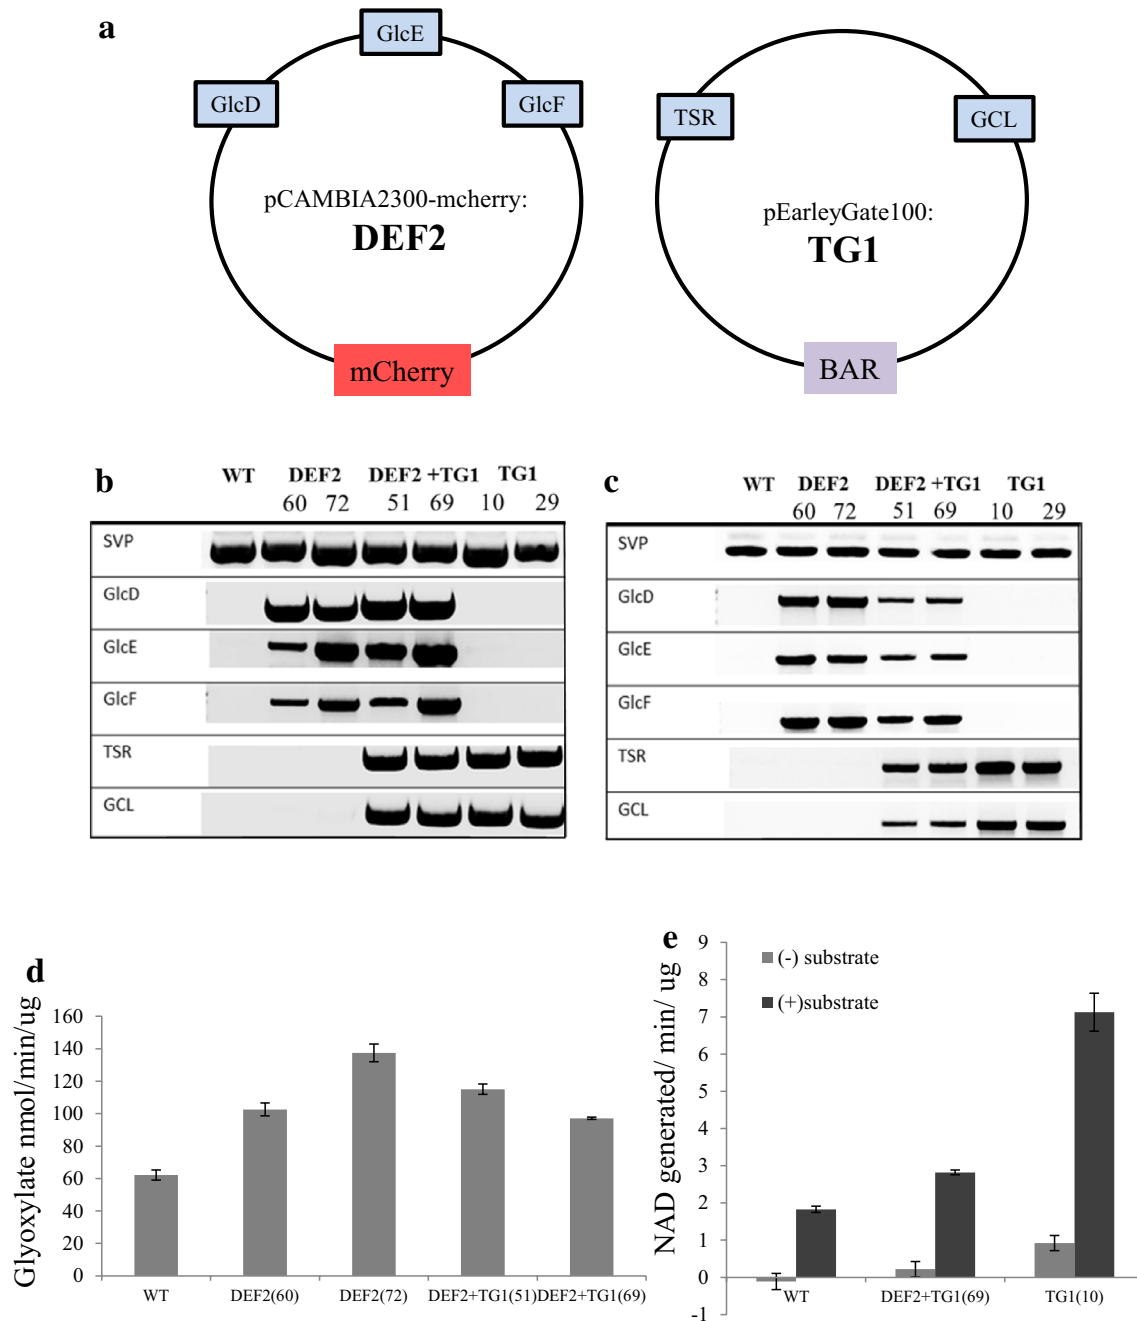 a
GlcE
GlcD
GlcF
pCAMBIA2300-mcherry:
DEF2
mCherry
TSR
GCL
pEarleyGate100:
TG1
BAR
b
WT DEF2 DEF2 +TG1 TG1
60 72 51 69 10 29
SVP
GlcD
GlcE
GlcF
TSR
GCL
c
WT DEF2 DEF2 +TG1 TG1
60 72 51 69 10 29
SVP
GlcD
GlcE
GlcF
TSR
GCL
d
Glyoxylate nmol/min/ug
160
140
120
100
80
60
40
20
0
WT DEF2(60) DEF2(72) DEF2+TG1(51) DEF2+TG1(69)
e
NAD generated/ min/ ug
9
8
7
6
5
4
3
2
1
0
-1
(-) substrate
(+)substrate
WT DEF2+TG1(69) TG1(10)